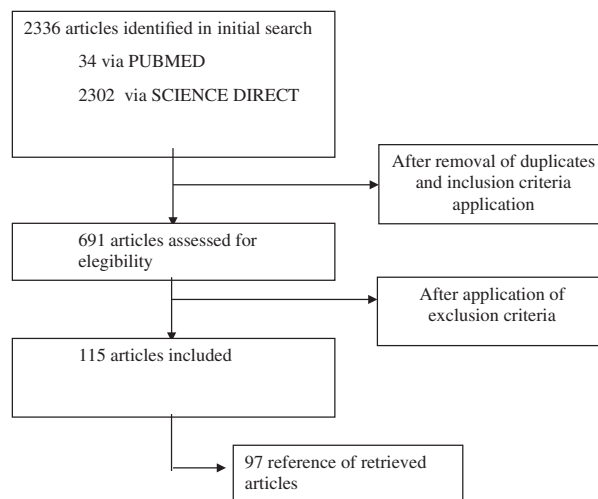 2336 articles identified in initial search
34 via PUBMED
2302 via SCIENCE DIRECT
After removal of duplicates
and inclusion criteria
application
691 articles assessed for
elegibility
After application of
exclusion criteria
115 articles included
97 reference of retrieved
articles